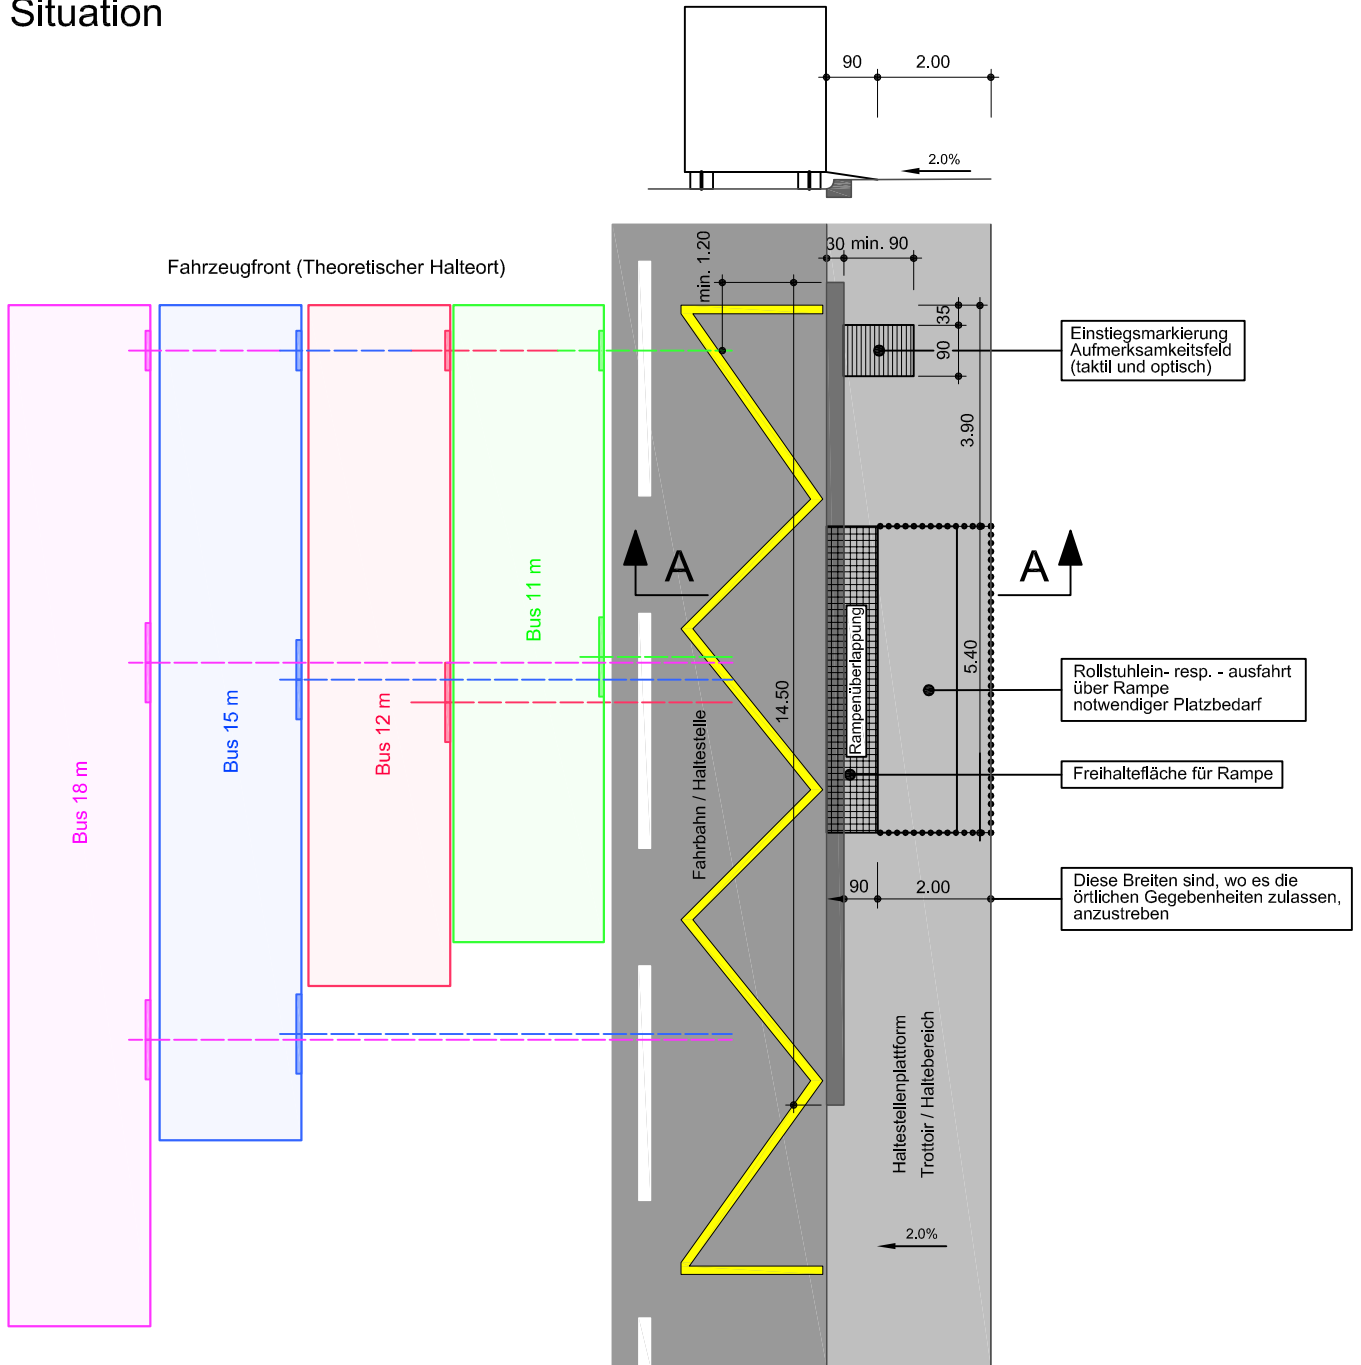 Situation
90
2.00
2.0%
Fahrzeugfront (Theoretischer Halteort)
min. 1.20
30
min. 90
35
90
3.90
Einstiegsmarkierung
Aufmerksamkeitsfeld
(taktil und optisch)
A
A
Bus 18 m
Bus 15 m
Bus 12 m
Bus 11 m
14.50
Fahrbahn / Haltestelle
Rampenüberlappung
5.40
Rollstuhlein- resp. - ausfahrt
über Rampe
notwendiger Platzbedarf
Freihaltefläche für Rampe
90
2.00
Diese Breiten sind, wo es die
örtlichen Gegebenheiten zulassen,
anzustreben
Haltestellenplattform
Trottoir / Haltebereich
2.0%